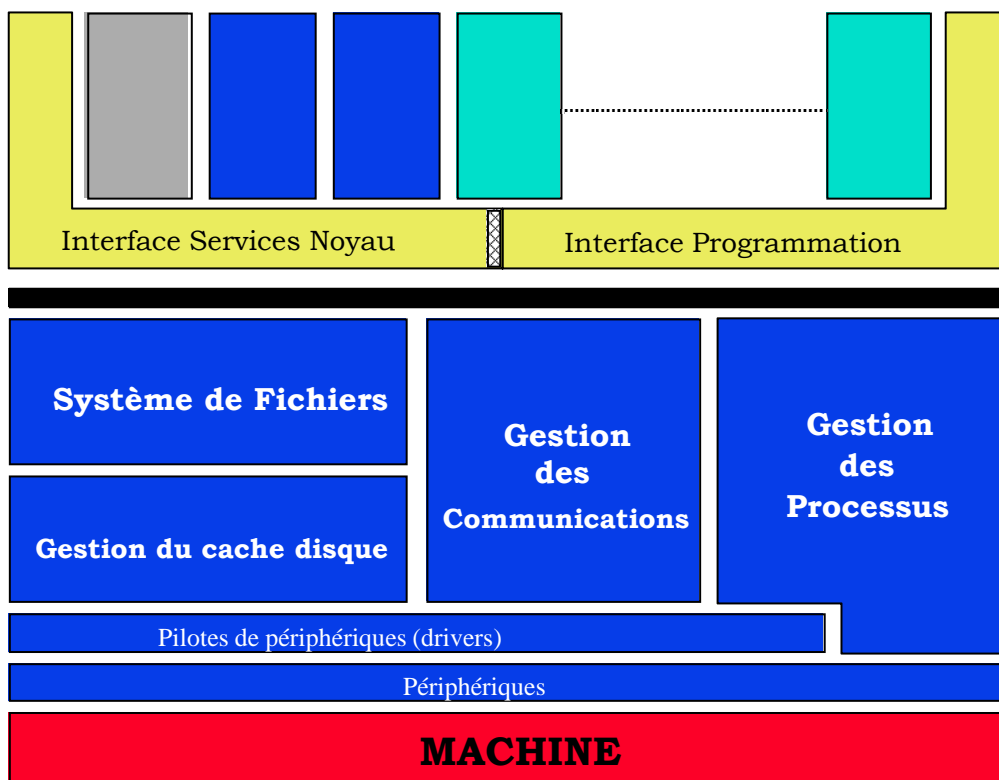 Interface Services Noyau
Interface Programmation
Système de Fichiers
Gestion du cache disque
Gestion
des
Communications
Gestion
des
Processus
Pilotes de périphériques (drivers)
Périphériques
MACHINE